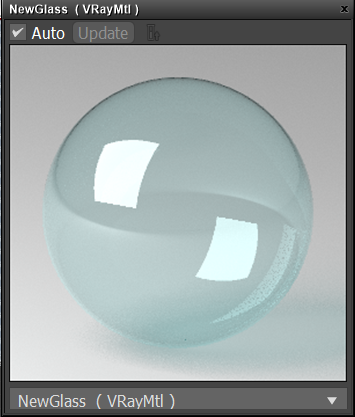 NewGlass ( VRayMtl )
x
Auto Update
NewGlass ( VRayMtl )